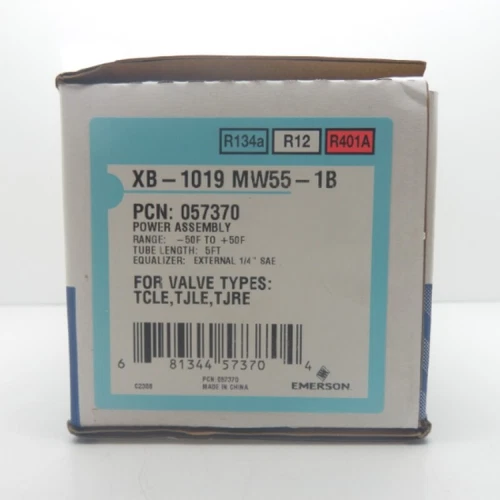 R134a R12 R401A
XB-1019 MW55-1B
PCN: 057370
POWER ASSEMBLY
RANGE: -50F TO +50F
TUBE LENGTH: 5FT
EQUALIZER: EXTERNAL 1/4" SAE
FOR VALVE TYPES:
TCLE,TJLE,TJRE
6 81344 57370 4
PCN 057370
MADE IN CHINA
EMERSON